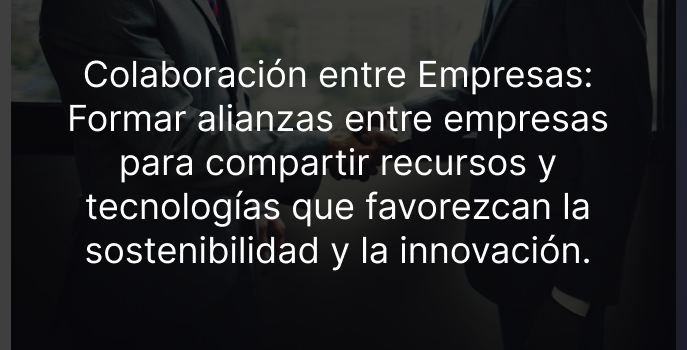 Colaboración entre Empresas:
Formar alianzas entre empresas
para compartir recursos y
tecnologías que favorezcan la
sostenibilidad y la innovación.